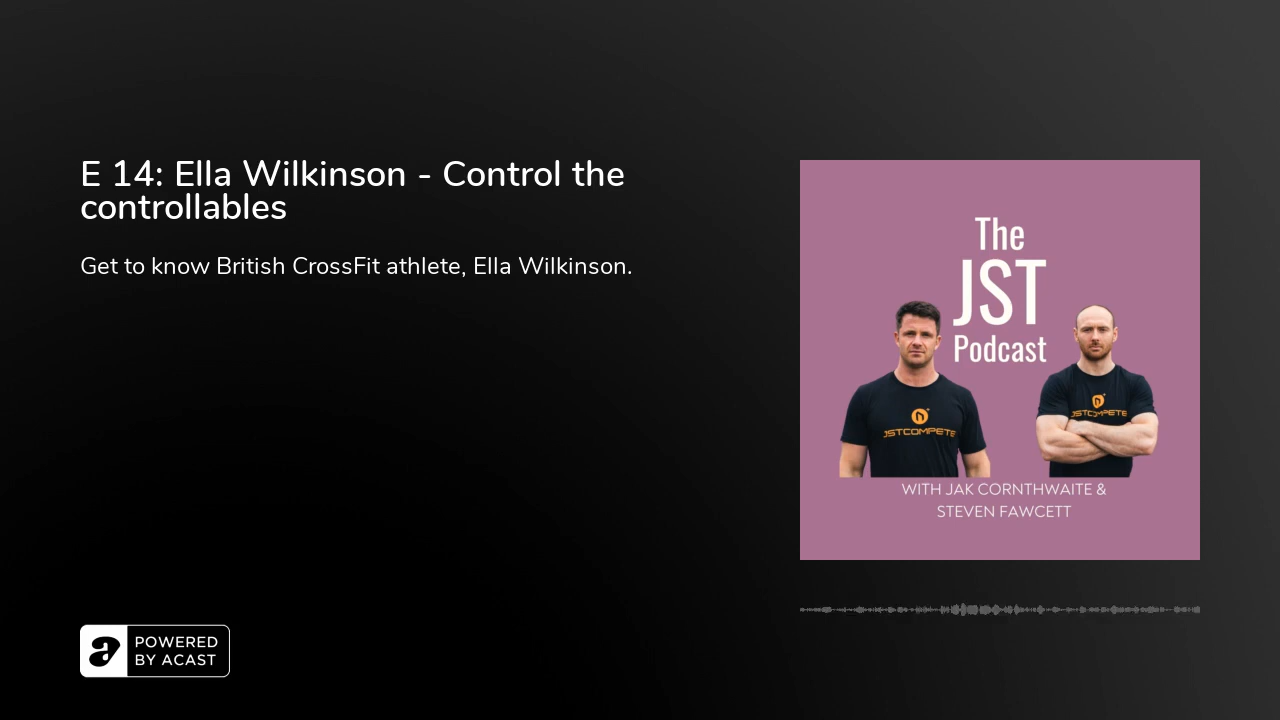 E 14: Ella Wilkinson - Control the
controllables
Get to know British CrossFit athlete, Ella Wilkinson.
The
JST
Podcast
JSTCOMPETE
JSTCOMPETE
WITH JAK CORNTHWAITE &
STEVEN FAWCETT
POWERED
BY ACAST